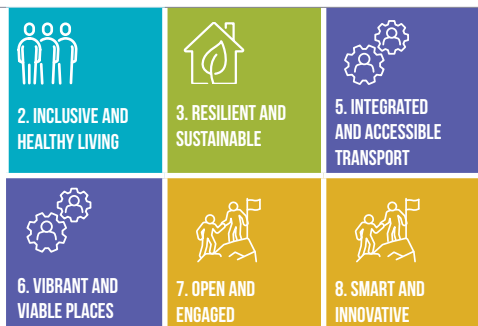 2. INCLUSIVE AND
HEALTHY LIVING
3. RESILIENT AND
SUSTAINABLE
5. INTEGRATED
AND ACCESSIBLE
TRANSPORT
6. VIBRANT AND
VIABLE PLACES
7. OPEN AND
ENGAGED
8. SMART AND
INNOVATIVE